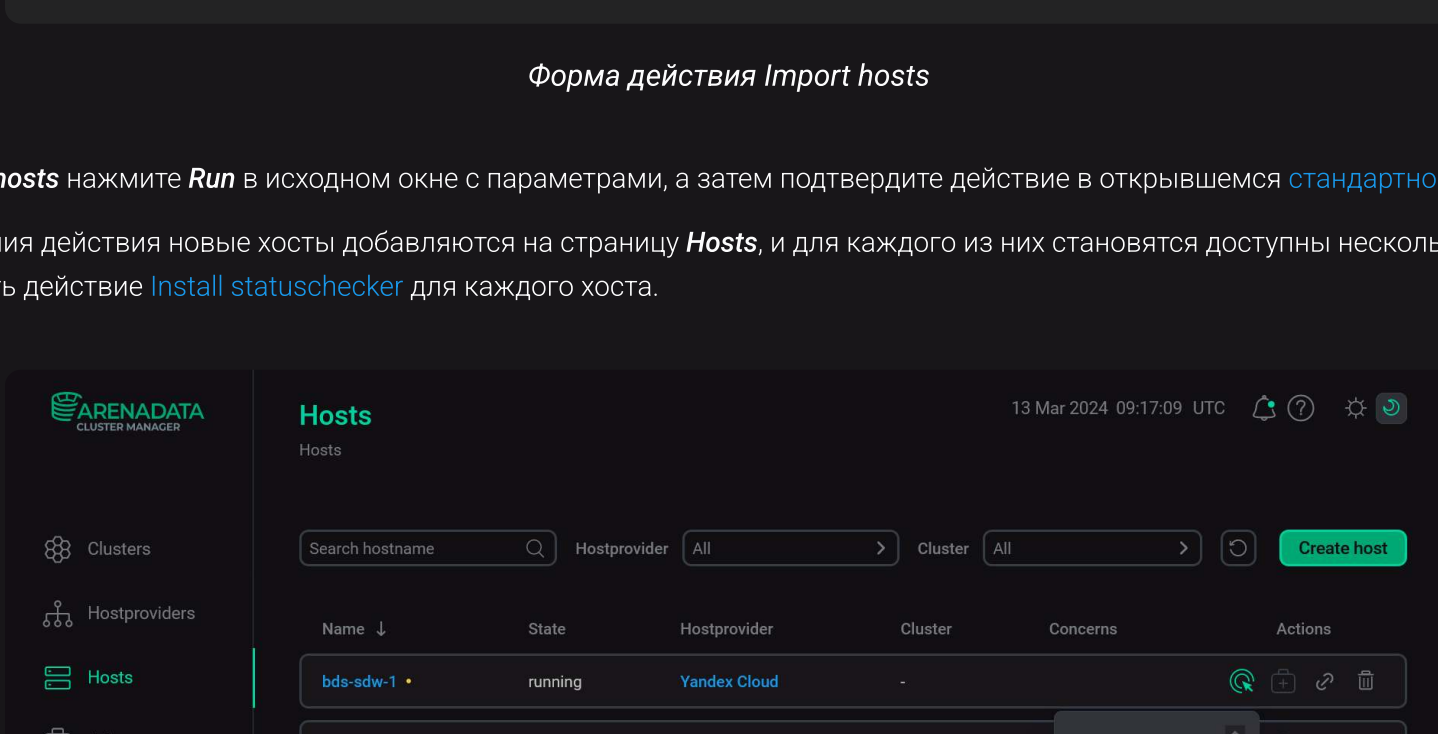 Форма действия Import hosts
hosts нажмите Run в исходном окне с параметрами, а затем подтвердите действие в открывшемся стандартно
ия действия новые хосты добавляются на страницу Hosts, и для каждого из них становятся доступны несколь
ь действие Install statuschecker для каждого хоста.
ARENADATA
CLUSTER MANAGER
Hosts
13 Mar 2024 09:17:09 UTC
Hosts
Clusters
Search hostname
Hostprovider
All
Cluster
All
Create host
Hostproviders
Name
State
Hostprovider
Cluster
Concerns
Actions
Hosts
bds-sdw-1
running
Yandex Cloud
-